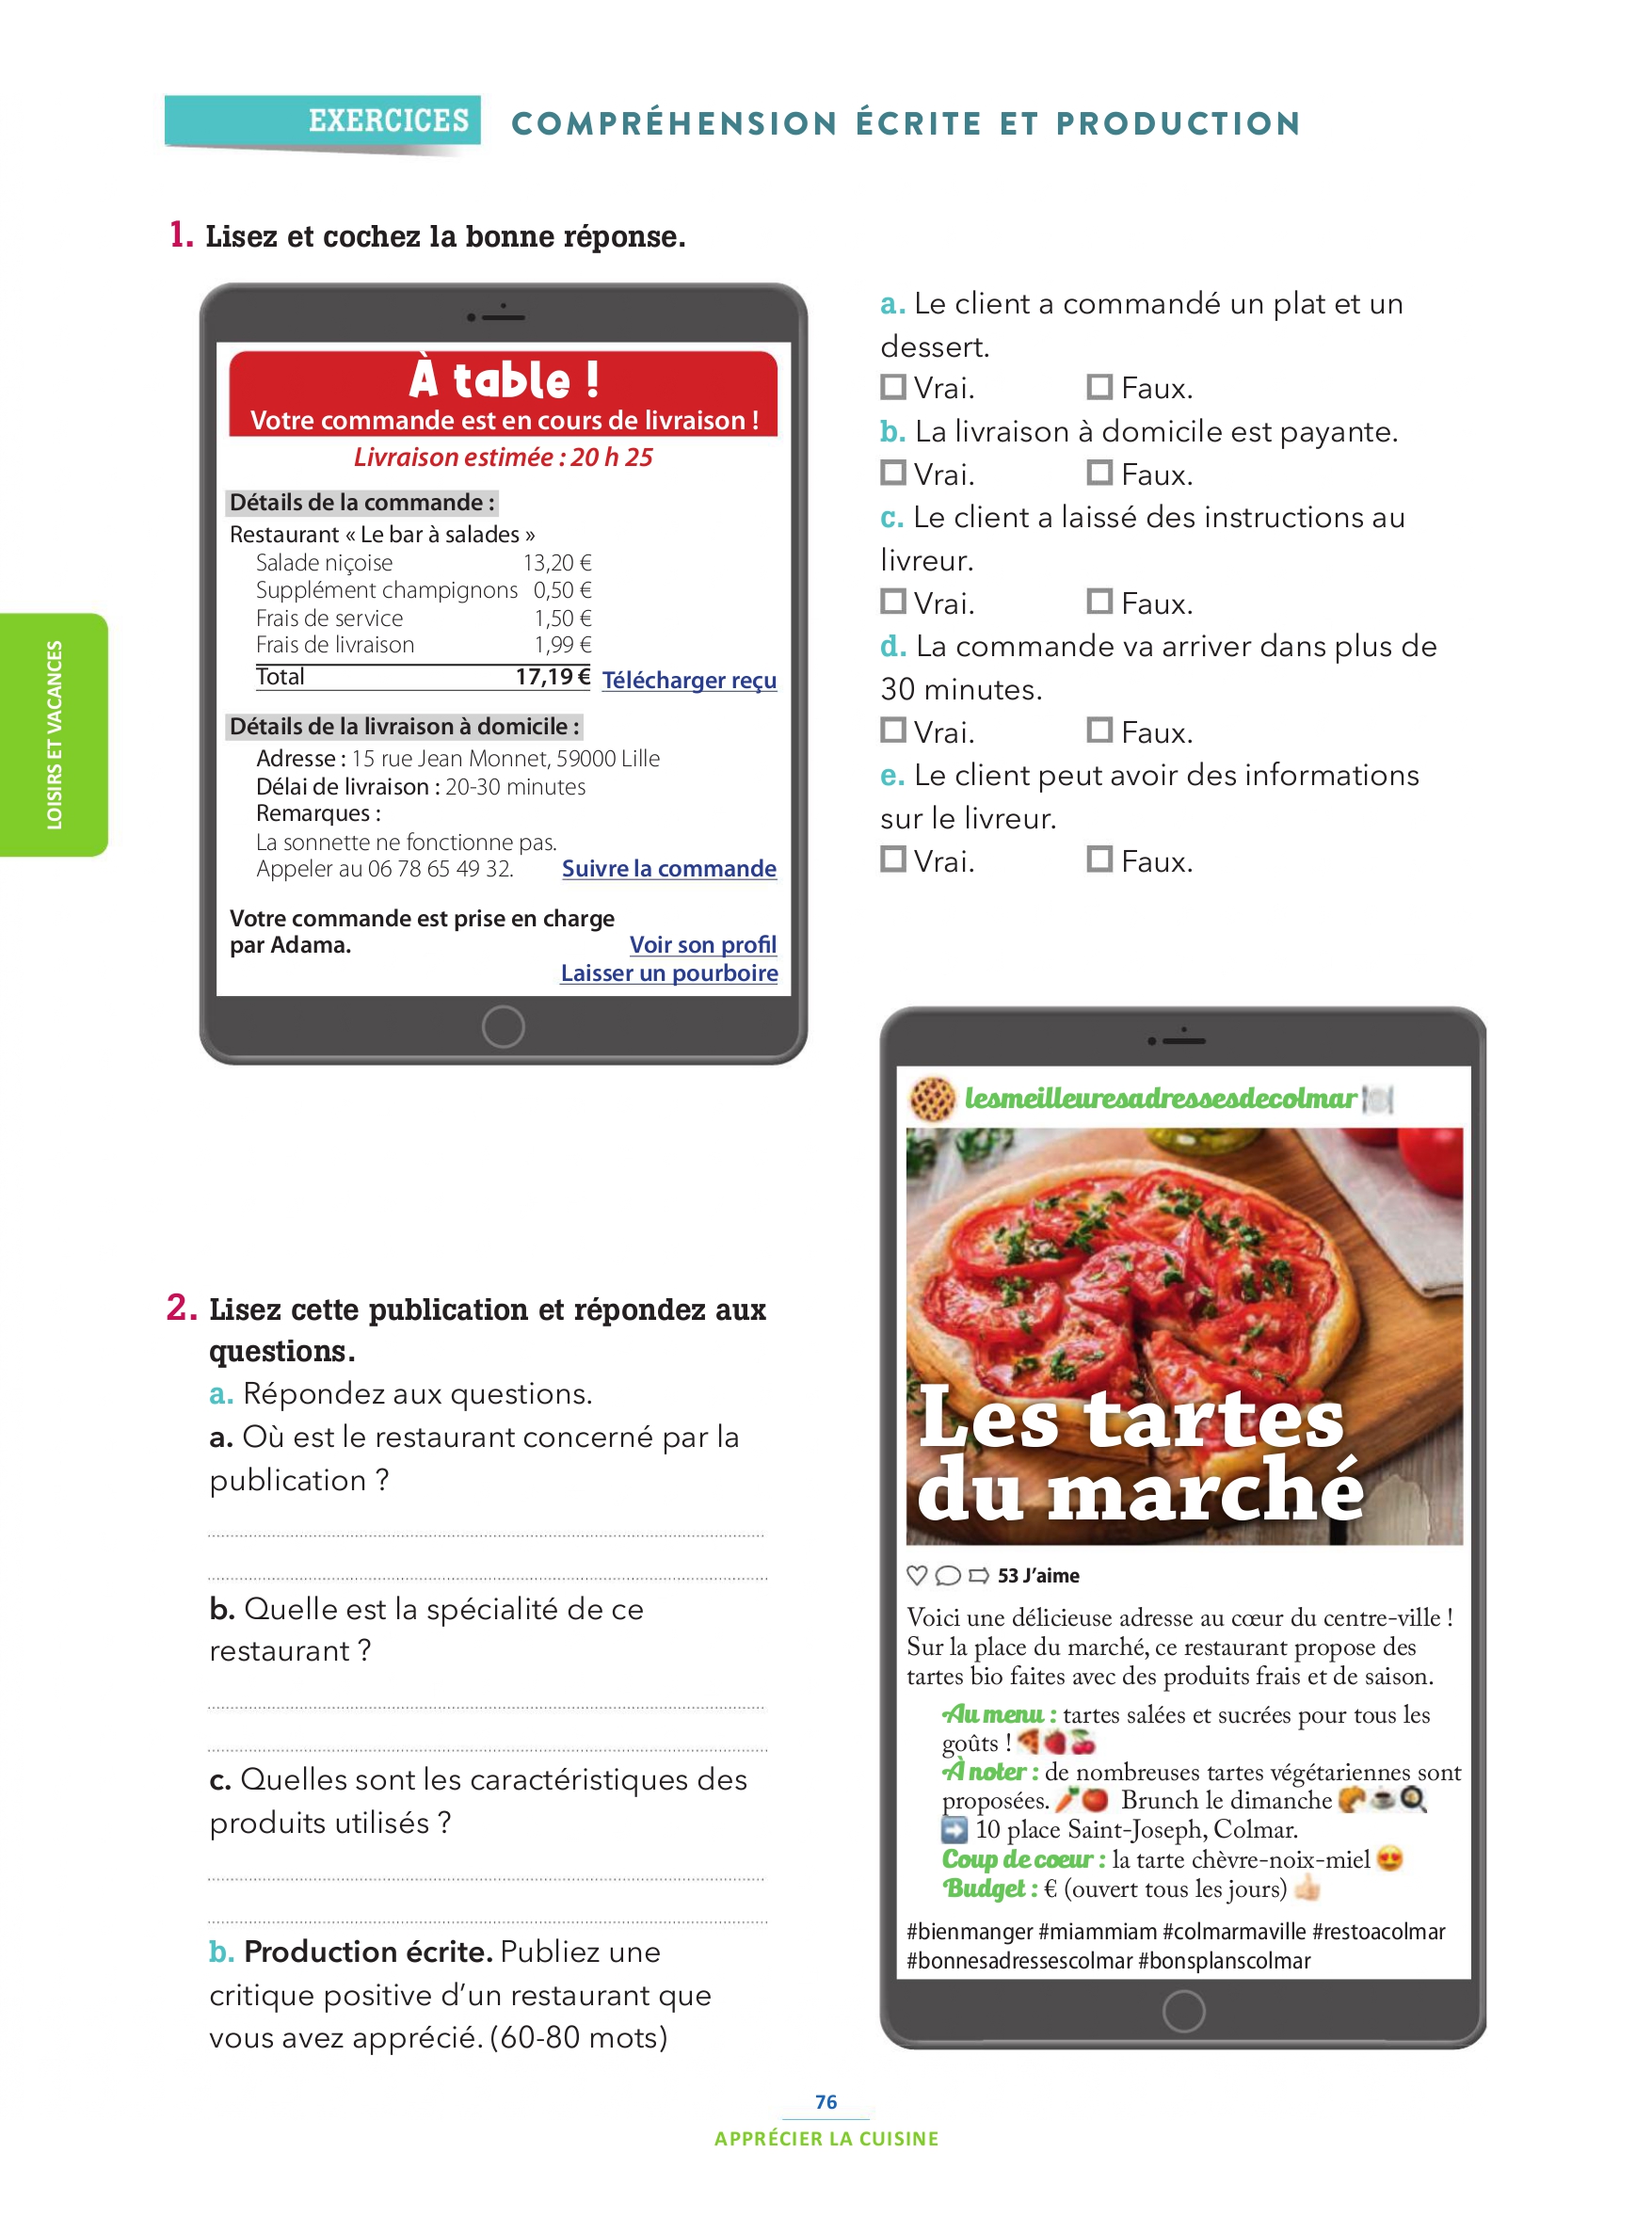 EXERCICES COMPRÉHENSION ÉCRITE ET PRODUCTION
1. Lisez et cochez la bonne réponse.
À table !
Votre commande est en cours de livraison !
Livraison estimée : 20 h 25
Détails de la commande :
Restaurant « Le bar à salades »
Salade niçoise 13,20 €
Supplément champignons 0,50 €
Frais de service 1,50 €
Frais de livraison 1,99 €
Total 17,19 € Télécharger reçu
Détails de la livraison à domicile :
Adresse : 15 rue Jean Monnet, 59000 Lille
Délai de livraison : 20-30 minutes
Remarques :
La sonnette ne fonctionne pas.
Appeler au 06 78 65 49 32. Suivre la commande
Votre commande est prise en charge
par Adama. Voir son profil
Laisser un pourboire
a. Le client a commandé un plat et un
dessert.
Vrai. Faux.
b. La livraison à domicile est payante.
Vrai. Faux.
c. Le client a laissé des instructions au
livreur.
Vrai. Faux.
d. La commande va arriver dans plus de
30 minutes.
Vrai. Faux.
e. Le client peut avoir des informations
sur le livreur.
Vrai. Faux.
LOISIRS ET VACANCES
2. Lisez cette publication et répondez aux
questions.
a. Répondez aux questions.
a. Où est le restaurant concerné par la
publication ?
b. Quelle est la spécialité de ce
restaurant ?
c. Quelles sont les caractéristiques des
produits utilisés ?
b. Production écrite. Publiez une
critique positive d'un restaurant que
vous avez apprécié. (60-80 mots)
lesmeilleuresadressesdecolmar
Les tartes
du marché
53 J'aime
Voici une délicieuse adresse au cœur du centre-ville !
Sur la place du marché, ce restaurant propose des
tartes bio faites avec des produits frais et de saison.
Au menu : tartes salées et sucrées pour tous les
goûts ! 🍕🍓🍒
À noter : de nombreuses tartes végétariennes sont
proposées. 🥕🍅 Brunch le dimanche 🥐☕🍳
➡️ 10 place Saint-Joseph, Colmar.
Coup de cœur : la tarte chèvre-noix-miel 😍
Budget : € (ouvert tous les jours) 👍🏻
#bienmanger #miammiam #colmarmaville #restoacolmar
#bonnesadressescolmar #bonsplanscolmar
76
APPRÉCIER LA CUISINE